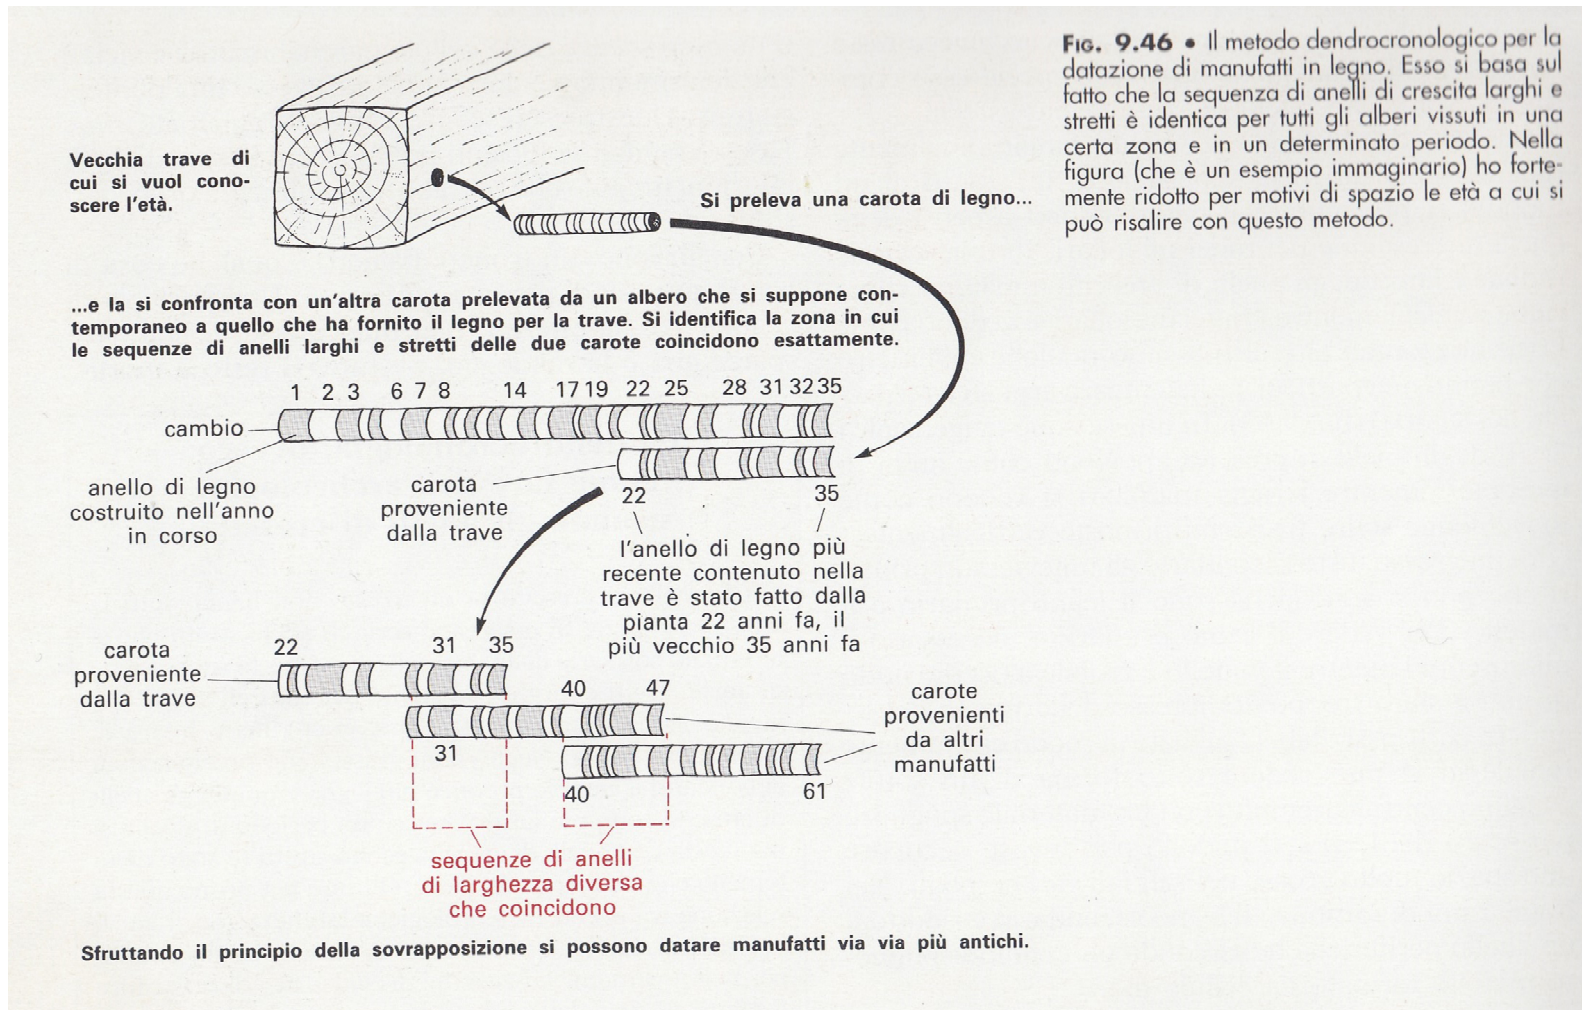 FIG. 9.46 • Il metodo dendrocronologico per la
datazione di manufatti in legno. Esso si basa sul
fatto che la sequenza di anelli di crescita larghi e
stretti è identica per tutti gli alberi vissuti in una
certa zona e in un determinato periodo. Nella
figura (che è un esempio immaginario) ho forte-
mente ridotto per motivi di spazio le età a cui si
può risalire con questo metodo.
Vecchia trave di
cui si vuol cono-
scere l'età.
Si preleva una carota di legno...
...e la si confronta con un'altra carota prelevata da un albero che si suppone con-
temporaneo a quello che ha fornito il legno per la trave. Si identifica la zona in cui
le sequenze di anelli larghi e stretti delle due carote coincidono esattamente.
1 2 3 6 7 8 14 17 19 22 25 28 31 32 35
cambio
anello di legno
costruito nell'anno
in corso
carota
proveniente
dalla trave
22 35
l'anello di legno più
recente contenuto nella
trave è stato fatto dalla
pianta 22 anni fa, il
più vecchio 35 anni fa
carota
proveniente
dalla trave
22 31 35
40 47
31
40 61
carote
provenienti
da altri
manufatti
sequenze di anelli
di larghezza diversa
che coincidono
Sfruttando il principio della sovrapposizione si possono datare manufatti via via più antichi.